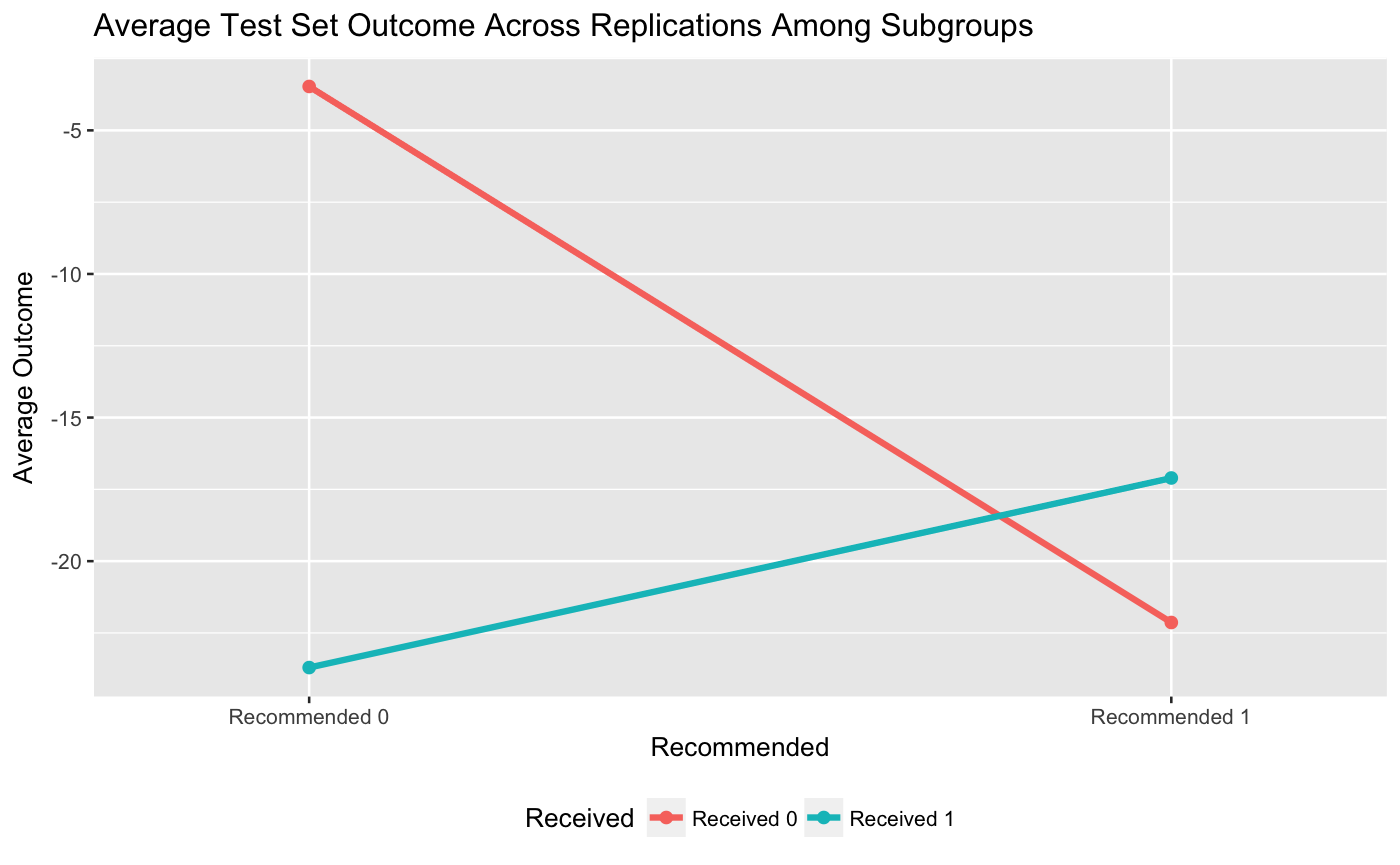 Average Test Set Outcome Across Replications Among Subgroups
Average Outcome
-5
-10
-15
-20
Recommended 0 Recommended 1
Recommended
Received Received 0 Received 1